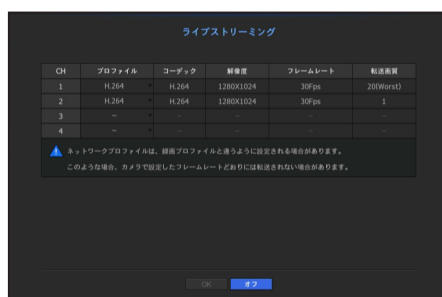 ライブストリーミング
CH プロファイル コーデック 解像度 フレームレート 転送画質
1 H.264 H.264 1280X1024 30Fps 20(Worst)
2 H.264 H.264 1280X1024 30Fps 1
3 ~ - - - -
4 ~ - - - -
ネットワークプロファイルは、録画プロファイルと違うように設定される場合があります。
このような場合、カメラで設定したフレームレートどおりには転送されない場合があります。
OK オフ